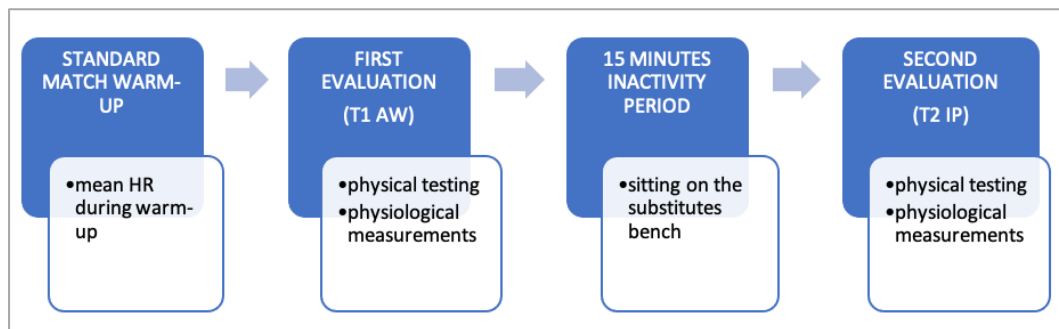 STANDARD
MATCH WARM-
UP
•mean HR
during warm-
up
FIRST
EVALUATION
(T1 AW)
•physical testing
•physiological
measurements
15 MINUTES
INACTIVITY
PERIOD
•sitting on the
substitutes
bench
SECOND
EVALUATION
(T2 IP)
•physical testing
•physiological
measurements